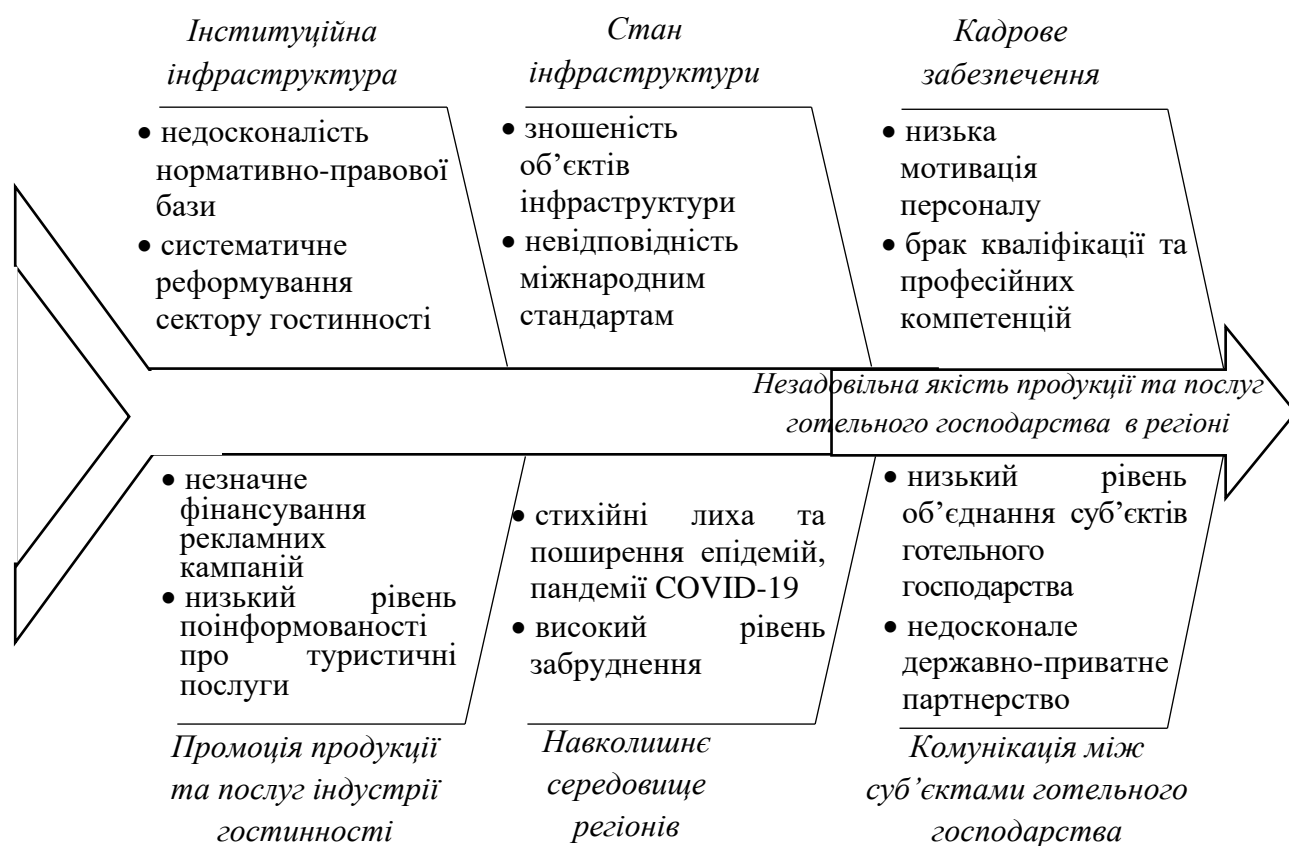 Інституційна
інфраструктура
• недосконалість
нормативно-правової
бази
• систематичне
реформування
сектору гостинності
Стан
інфраструктури
• зношеність
об’єктів
інфраструктури
• невідповідність
міжнародним
стандартам
Кадрове
забезпечення
• низька
мотивація
персоналу
• брак кваліфікації та
професійних
компетенцій
Незадовільна якість продукції та послуг
готельного господарства в регіоні
• незначне
фінансування
рекламних
кампаній
• низький рівень
поінформованості
про туристичні
послуги
Промоція продукції
та послуг індустрії
гостинності
• стихійні лиха та
поширення епідемій,
пандемії COVID-19
• високий рівень
забруднення
Навколишнє
середовище
регіонів
• низький рівень
об’єднання суб’єктів
готельного
господарства
• недосконале
державно-приватне
партнерство
Комунікація між
суб’єктами готельного
господарства